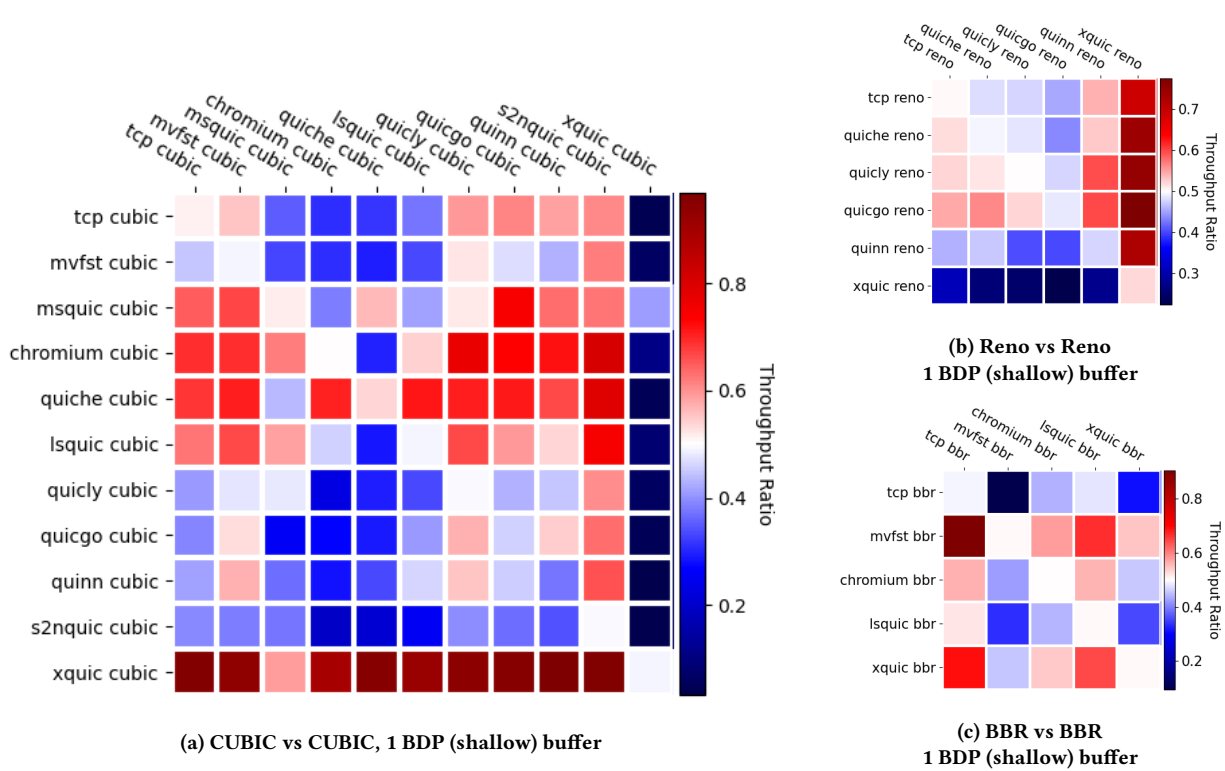 tcp cubic
mvfst cubic
msquic cubic
chromium cubic
quiche cubic
lsquic cubic
quicly cubic
quicgo cubic
quinn cubic
s2nquic cubic
xquic cubic
tcp cubic
mvfst cubic
msquic cubic
chromium cubic
quiche cubic
lsquic cubic
quicly cubic
quicgo cubic
quinn cubic
s2nquic cubic
xquic cubic
0.8
0.6
0.4
0.2
Throughput Ratio
(a) CUBIC vs CUBIC, 1 BDP (shallow) buffer
tcp reno
quiche reno
quicly reno
quicgo reno
quinn reno
xquic reno
tcp reno
quiche reno
quicly reno
quicgo reno
quinn reno
xquic reno
0.7
0.6
0.5
0.4
0.3
Throughput Ratio
(b) Reno vs Reno
1 BDP (shallow) buffer
tcp bbr
mvfst bbr
chromium bbr
lsquic bbr
xquic bbr
tcp bbr
mvfst bbr
chromium bbr
lsquic bbr
xquic bbr
0.8
0.6
0.4
0.2
Throughput Ratio
(c) BBR vs BBR
1 BDP (shallow) buffer